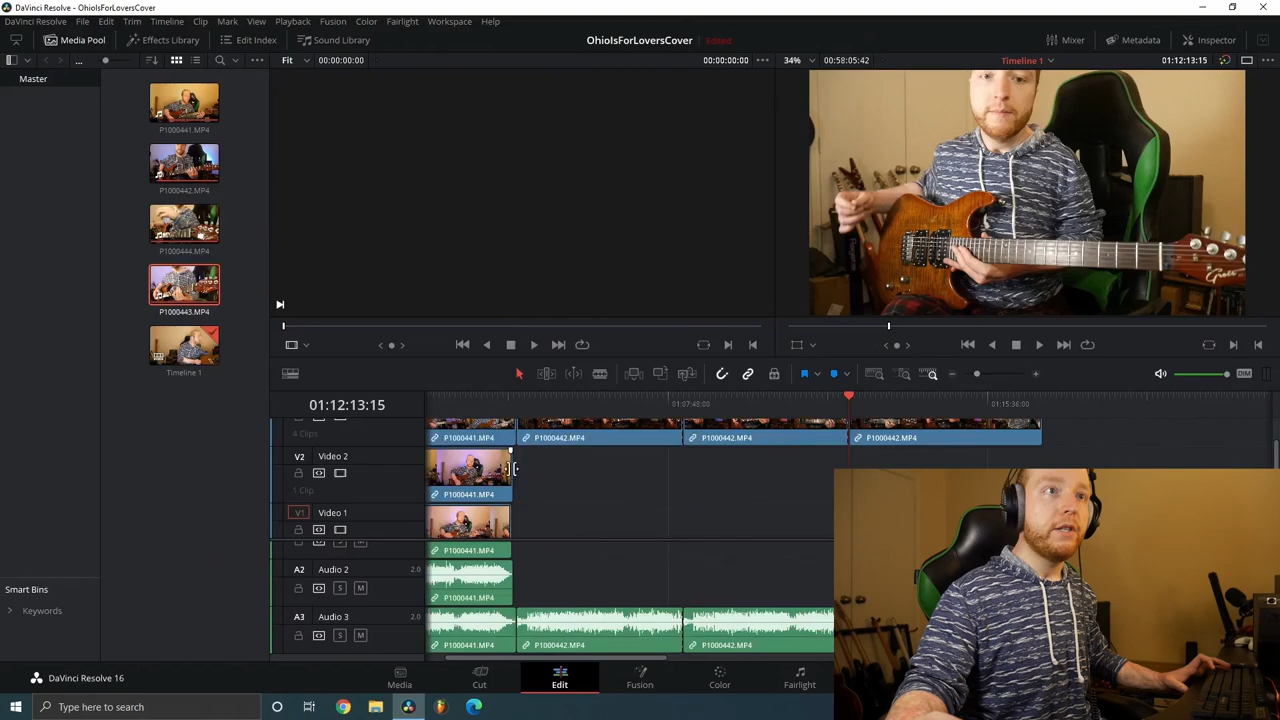 DaVinci Resolve - OhioIsForLoversCover
DaVinci Resolve File Edit Trim Timeline Clip Mark View Playback Fusion Color Fairlight Workspace Help
Media Pool Effects Library Edit Index Sound Library OhioIsForLoversCover Edited Mixer Metadata Inspector
Fit 00:00:00:00 00:00:00:00 34% 00:58:05:42 Timeline 1 01:12:13:15
Master
P1000441.MP4
P1000442.MP4
P1000444.MP4
P1000443.MP4
Timeline 1
DIM
01:12:13:15 01:07:48:00 01:15:36:00
4 Clips P1000441.MP4 P1000442.MP4 P1000442.MP4 P1000442.MP4
V2 Video 2
1 Clip P1000441.MP4
V1 Video 1
P1000441.MP4
A2 Audio 2 2.0
S M
P1000441.MP4
A3 Audio 3 2.0
S M P1000441.MP4 P1000442.MP4 P1000442.MP4
Smart Bins
Keywords
DaVinci Resolve 16 Media Cut Edit Fusion Color Fairlight
Type here to search